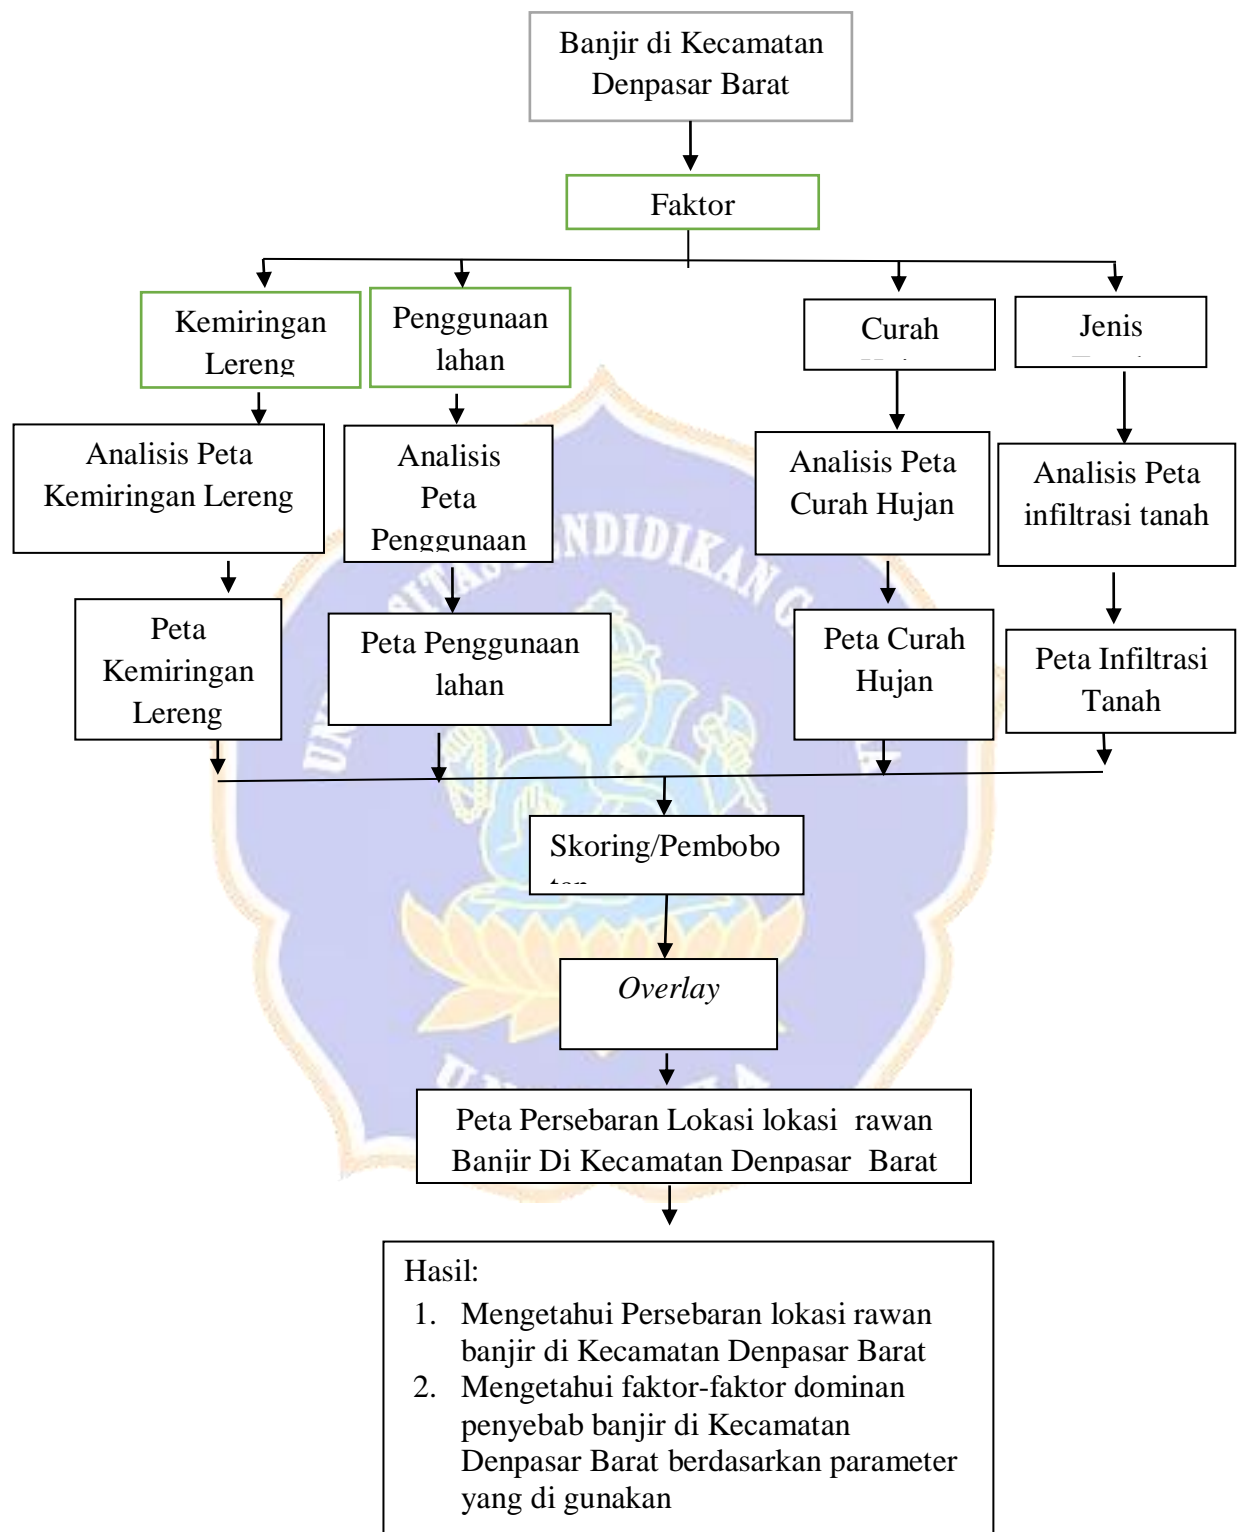 Banjir di Kecamatan
Denpasar Barat
Faktor
Kemiringan
Lereng
Penggunaan
lahan
Curah
Jenis
Analisis Peta
Kemiringan Lereng
Analisis
Peta
Penggunaan
Analisis Peta
Curah Hujan
Analisis Peta
infiltrasi tanah
Peta
Kemiringan
Lereng
Peta Penggunaan
lahan
Peta Curah
Hujan
Peta Infiltrasi
Tanah
Skoring/Pembobo
Overlay
Peta Persebaran Lokasi lokasi rawan
Banjir Di Kecamatan Denpasar Barat
Hasil:
1. Mengetahui Persebaran lokasi rawan
banjir di Kecamatan Denpasar Barat
2. Mengetahui faktor-faktor dominan
penyebab banjir di Kecamatan
Denpasar Barat berdasarkan parameter
yang di gunakan